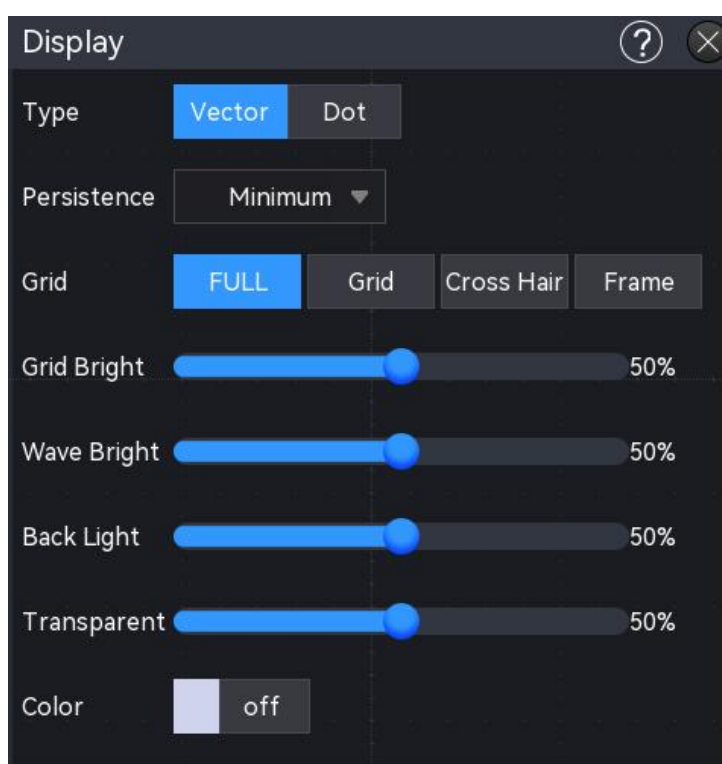 Display ?
Type Vector Dot
Persistence Minimum
Grid FULL Grid Cross Hair Frame
Grid Bright 50%
Wave Bright 50%
Back Light 50%
Transparent 50%
Color off